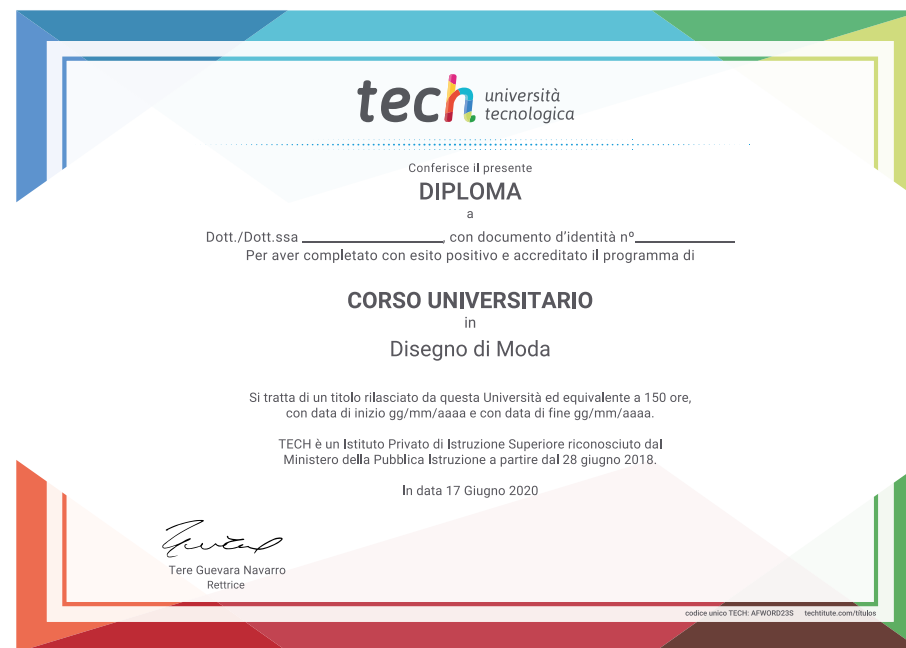 tech università
tecnologica
Conferisce il presente
DIPLOMA
a
Dott./Dott.ssa ____________________, con documento d'identità nº______________
Per aver completato con esito positivo e accreditato il programma di
CORSO UNIVERSITARIO
in
Disegno di Moda
Si tratta di un titolo rilasciato da questa Università ed equivalente a 150 ore,
con data di inizio gg/mm/aaaa e con data di fine gg/mm/aaaa.
TECH è un Istituto Privato di Istruzione Superiore riconosciuto dal
Ministero della Pubblica Istruzione a partire dal 28 giugno 2018.
In data 17 Giugno 2020
Tere Guevara Navarro
Rettrice
codice unico TECH: AFWORD23S techtitute.com/títulos